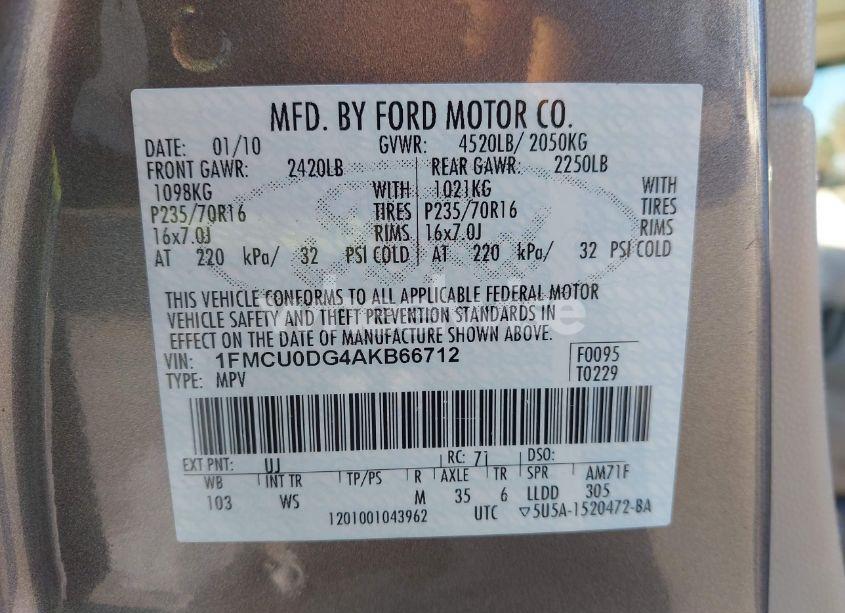 MFD. BY FORD MOTOR CO.
DATE: 01/10 GVWR: 4520LB/ 2050KG
FRONT GAWR: 2420LB REAR GAWR: 2250LB
1098KG WITH 1021KG WITH
P235/70R16 TIRES P235/70R16 TIRES
16x7.0J RIMS 16x7.0J RIMS
AT 220 kPa/ 32 PSI COLD AT 220 kPa/ 32 PSI COLD
THIS VEHICLE CONFORMS TO ALL APPLICABLE FEDERAL MOTOR
VEHICLE SAFETY AND THEFT PREVENTION STANDARDS IN
EFFECT ON THE DATE OF MANUFACTURE SHOWN ABOVE.
VIN: 1FMCU0DG4AKB66712 F0095
TYPE: MPV T0229
EXT PNT: UJ RC: 71 DSO:
WB INT TR TP/PS R AXLE TR SPR AM71F
103 WS M 35 6 LLDD 305
1201001043962 UTC ▽5U5A-1520472-BA